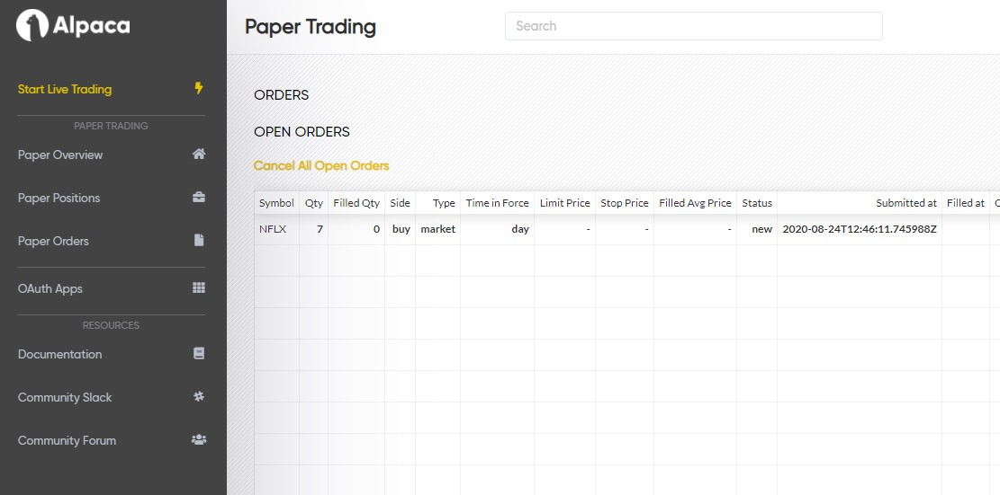 Alpaca
Paper Trading
Search
Start Live Trading
PAPER TRADING
Paper Overview
Paper Positions
Paper Orders
OAuth Apps
RESOURCES
Documentation
Community Slack
Community Forum
ORDERS
OPEN ORDERS
Cancel All Open Orders
Symbol Qty Filled Qty Side Type Time in Force Limit Price Stop Price Filled Avg Price Status Submitted at Filled at
NFLX 7 0 buy market day - - - new 2020-08-24T12:46:11.745988Z